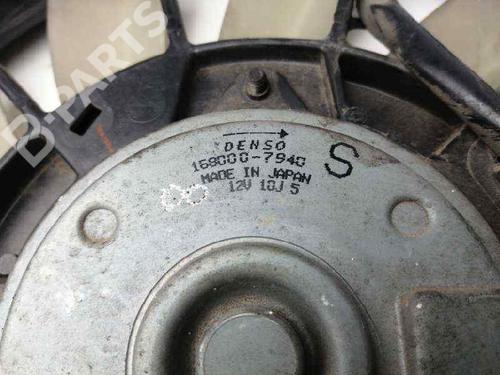 B-PARTS
DENSO
168000-7940
MADE IN JAPAN
12V 10J 5
S